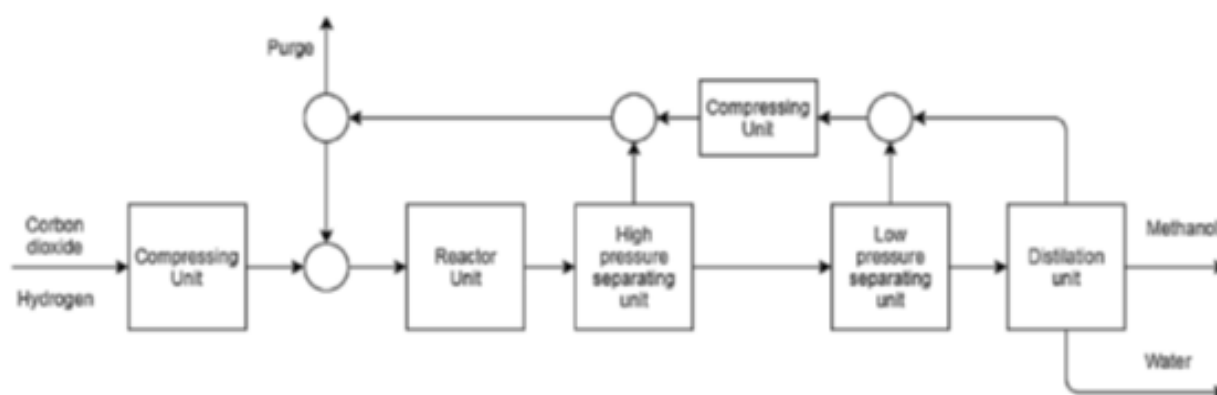 Purge
Compressing
Unit
Corbon
dioxide
Hydrogen
Compressing
Unit
Reactor
Unit
High
pressure
separating
unit
Low
pressure
separating
unit
Distilation
unit
Methanol
Water